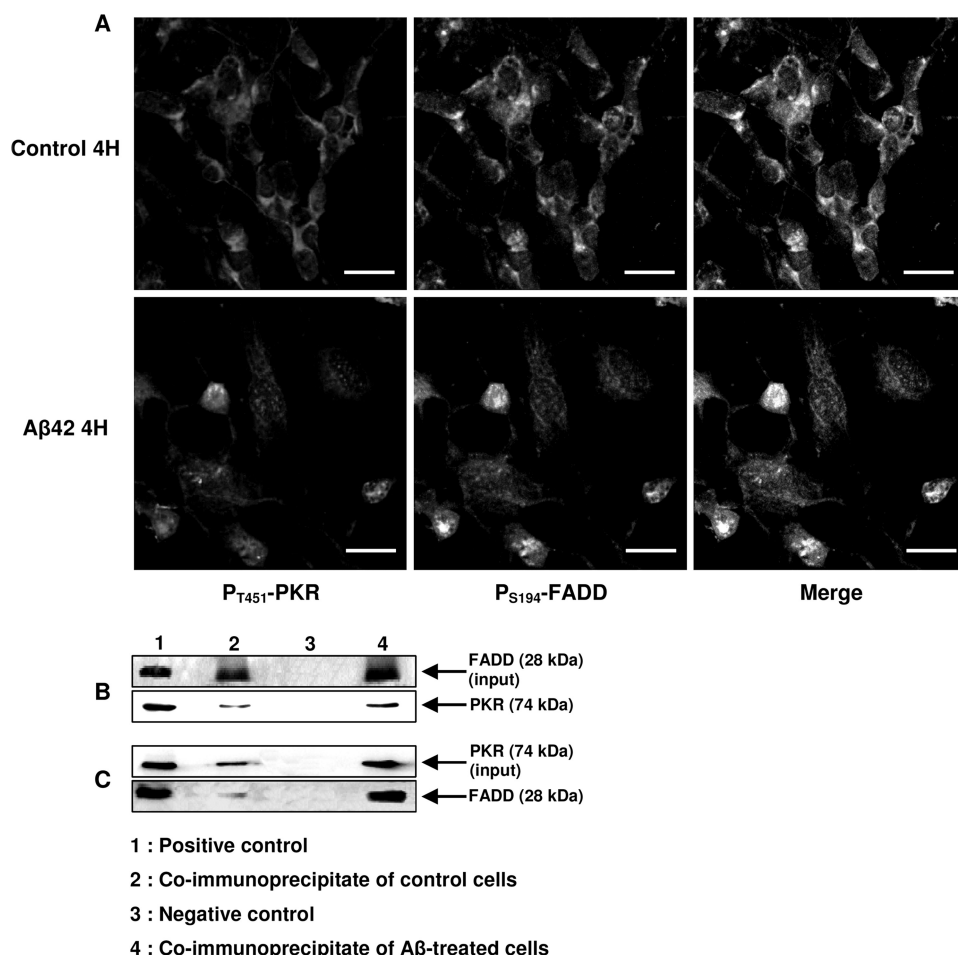 A
Control 4H
Aβ42 4H
PT451-PKR PS194-FADD Merge
1 2 3 4
B
FADD (28 kDa)
(input)
PKR (74 kDa)
C
PKR (74 kDa)
(input)
FADD (28 kDa)
1 : Positive control
2 : Co-immunoprecipitate of control cells
3 : Negative control
4 : Co-immunoprecipitate of Aβ-treated cells